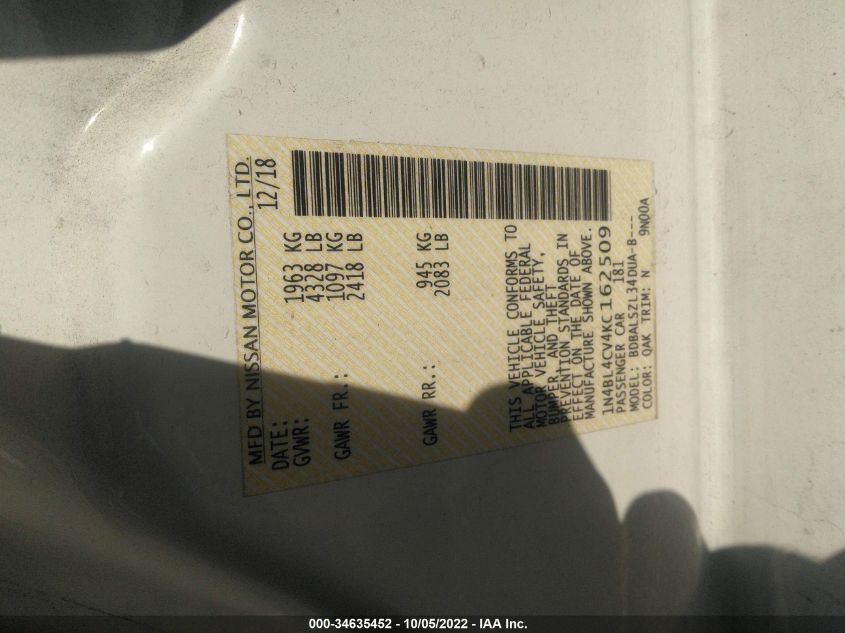 MFD BY NISSAN MOTOR CO., LTD.
DATE: 12/18
GVWR: 1963 KG
4328 LB
GAWR FR.: 1097 KG
2418 LB
GAWR RR.: 945 KG
2083 LB
THIS VEHICLE CONFORMS TO
ALL APPLICABLE FEDERAL
MOTOR VEHICLE SAFETY,
BUMPER, AND THEFT
PREVENTION STANDARDS IN
EFFECT ON THE DATE OF
MANUFACTURE SHOWN ABOVE.
1N4BL4CV4KC162509
PASSENGER CAR 181
MODEL: BDBALSZL34DUA-B---
COLOR: QAK TRIM: N 9N00A
000-34635452 - 10/05/2022 - IAA Inc.